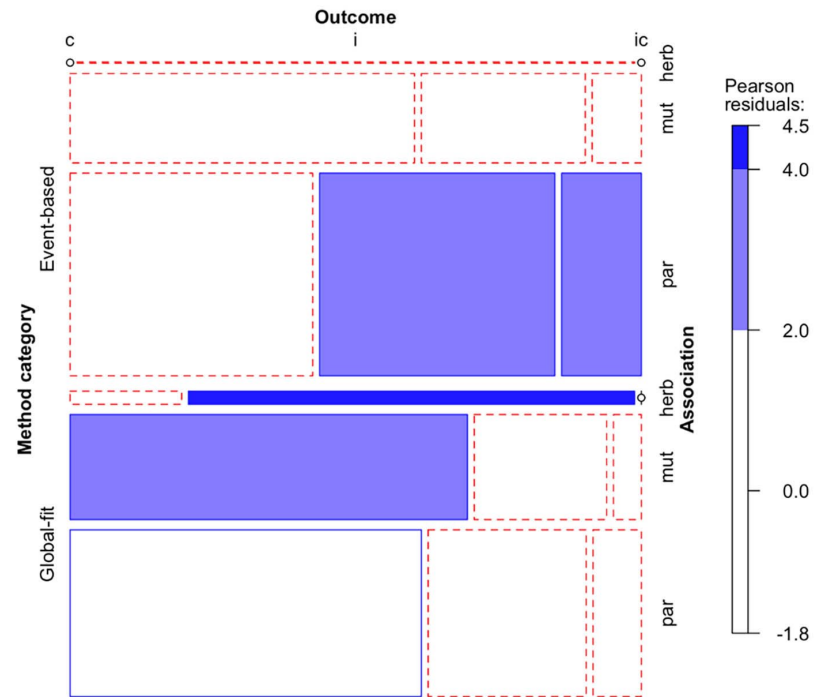 Outcome
c i ic
Method category
Event-based
Global-fit
herb
mut
par
herb
mut
par
Association
Pearson
residuals:
4.5
4.0
2.0
0.0
-1.8